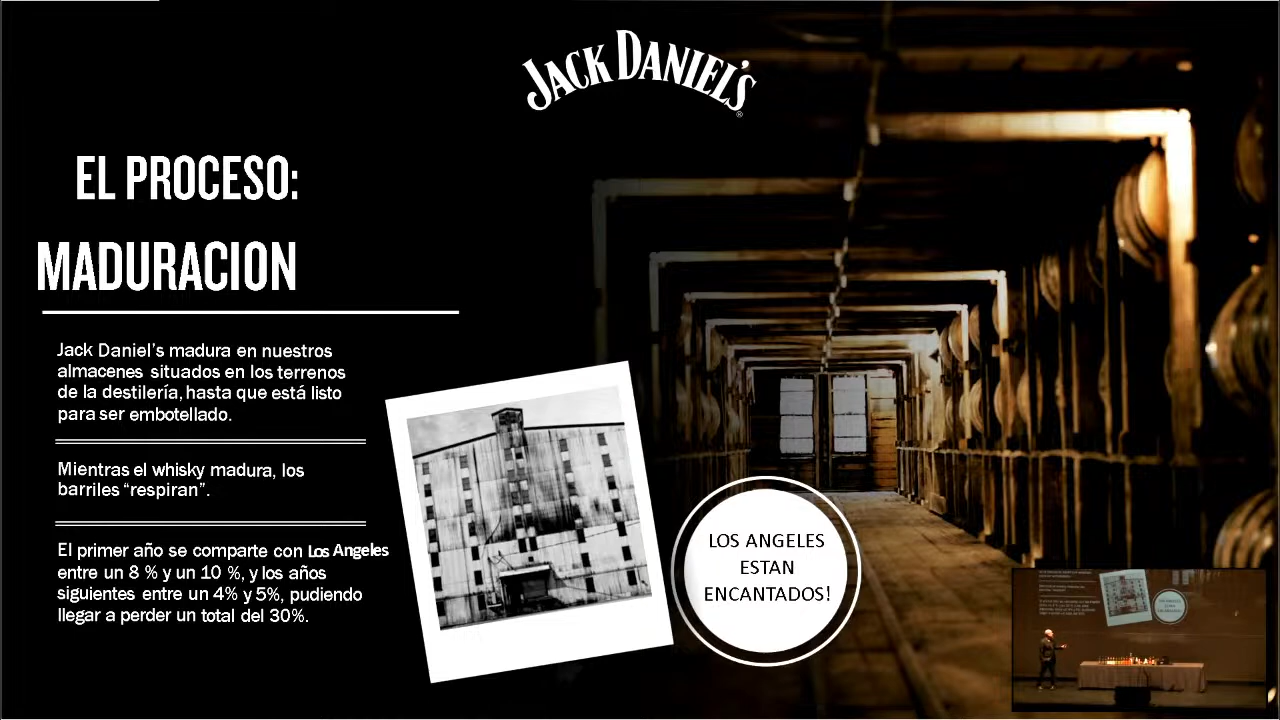 JACK DANIEL'S
EL PROCESO:
MADURACION
Jack Daniel's madura en nuestros
almacenes situados en los terrenos
de la destilería, hasta que está listo
para ser embotellado.
Mientras el whisky madura, los
barriles “respiran”.
El primer año se comparte con Los Angeles
entre un 8 % y un 10 %, y los años
siguientes entre un 4% y 5%, pudiendo
llegar a perder un total del 30%.
LOS ANGELES
ESTAN
ENCANTADOS!